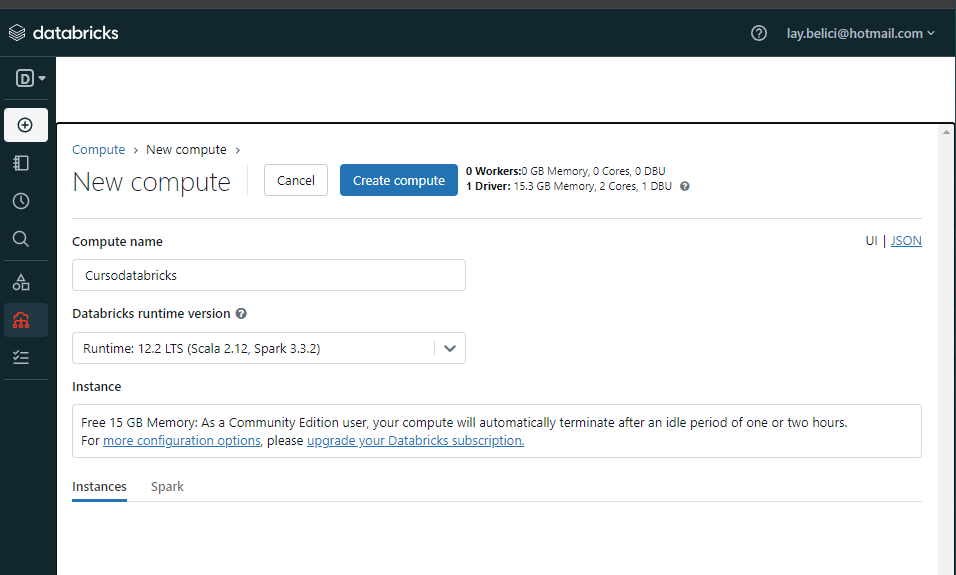 databricks
lay.belici@hotmail.com
D
Compute > New compute >
New compute
Cancel
Create compute
0 Workers:0 GB Memory, 0 Cores, 0 DBU
1 Driver: 15.3 GB Memory, 2 Cores, 1 DBU
Compute name
UI | JSON
Cursodatabricks
Databricks runtime version
Runtime: 12.2 LTS (Scala 2.12, Spark 3.3.2)
Instance
Free 15 GB Memory: As a Community Edition user, your compute will automatically terminate after an idle period of one or two hours.
For more configuration options, please upgrade your Databricks subscription.
Instances
Spark